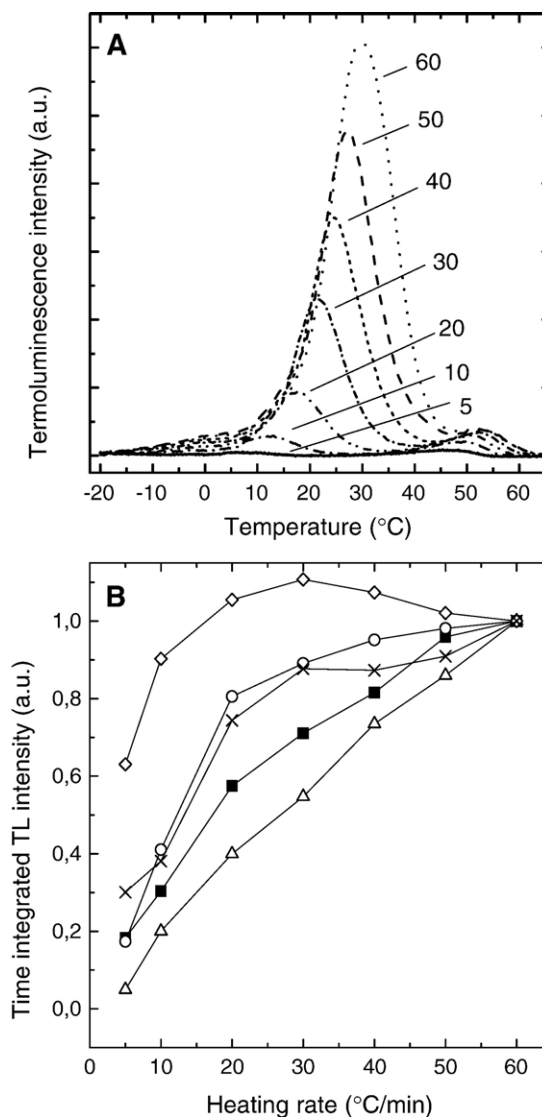 A
Termoluminescence intensity (a.u.)
60
50
40
30
20
10
5
-20 -10 0 10 20 30 40 50 60
Temperature (°C)
B
Time integrated TL intensity (a.u.)
1,0
0,8
0,6
0,4
0,2
0,0
0 10 20 30 40 50 60
Heating rate (°C/min)